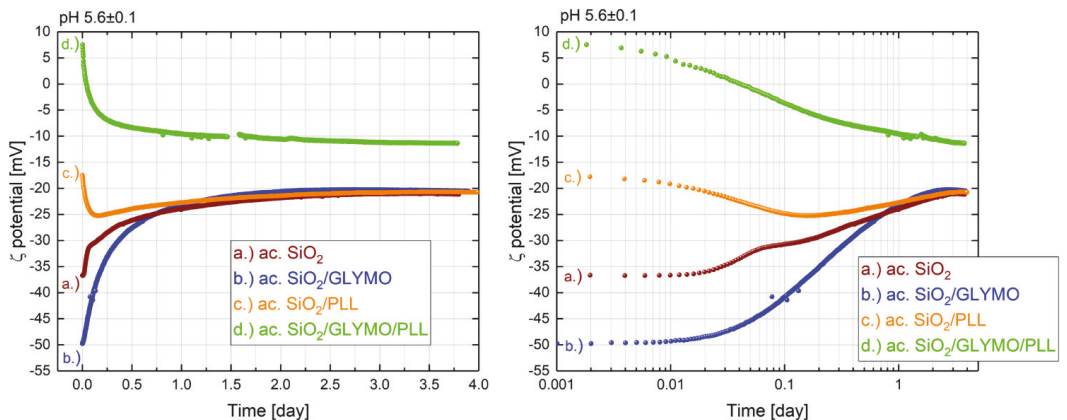 pH 5.6±0.1
10
5
0
-5
-10
-15
-20
-25
-30
-35
-40
-45
-50
-55
ζ potential [mV]
d.)
c.)
a.)
b.)
a.) ac. SiO₂
b.) ac. SiO₂/GLYMO
c.) ac. SiO₂/PLL
d.) ac. SiO₂/GLYMO/PLL
0.0 0.5 1.0 1.5 2.0 2.5 3.0 3.5 4.0
Time [day]
pH 5.6±0.1
10
5
0
-5
-10
-15
-20
-25
-30
-35
-40
-45
-50
-55
ζ potential [mV]
d.)
c.)
a.)
b.)
a.) ac. SiO₂
b.) ac. SiO₂/GLYMO
c.) ac. SiO₂/PLL
d.) ac. SiO₂/GLYMO/PLL
0.001 0.01 0.1 1
Time [day]